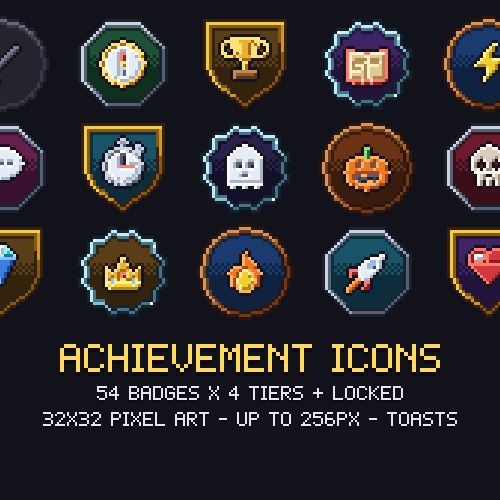 ACHIEVEMENT ICONS
54 BADGES X 4 TIERS + LOCKED
32X32 PIXEL ART - UP TO 256PX - TOASTS